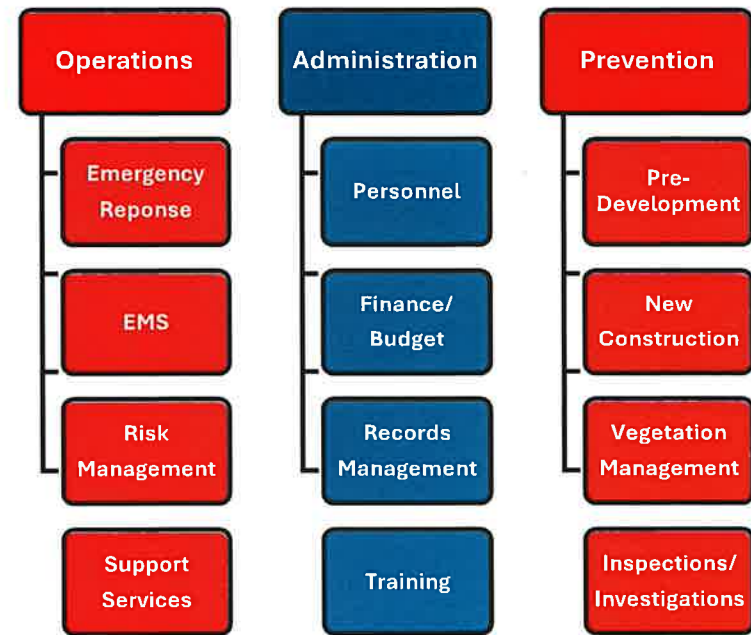 Operations
Emergency
Reponse
EMS
Risk
Management
Support
Services
Administration
Personnel
Finance/
Budget
Records
Management
Training
Prevention
Pre-
Development
New
Construction
Vegetation
Management
Inspections/
Investigations